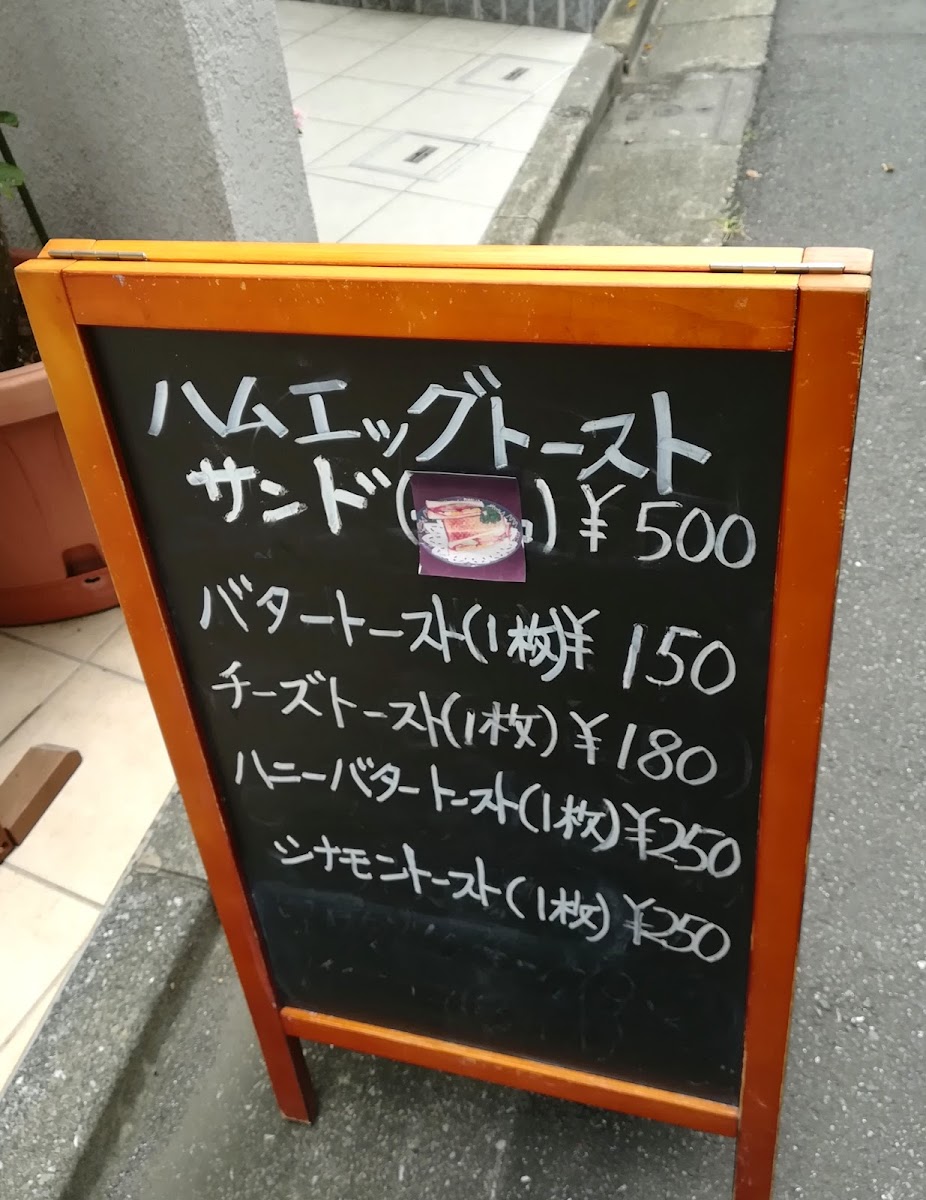 ハムエッグトースト
サンド( ) ¥500
バタートースト(1枚)¥150
チーズトースト(1枚)¥180
ハニーバタートースト(1枚)¥250
シナモントースト(1枚)¥250